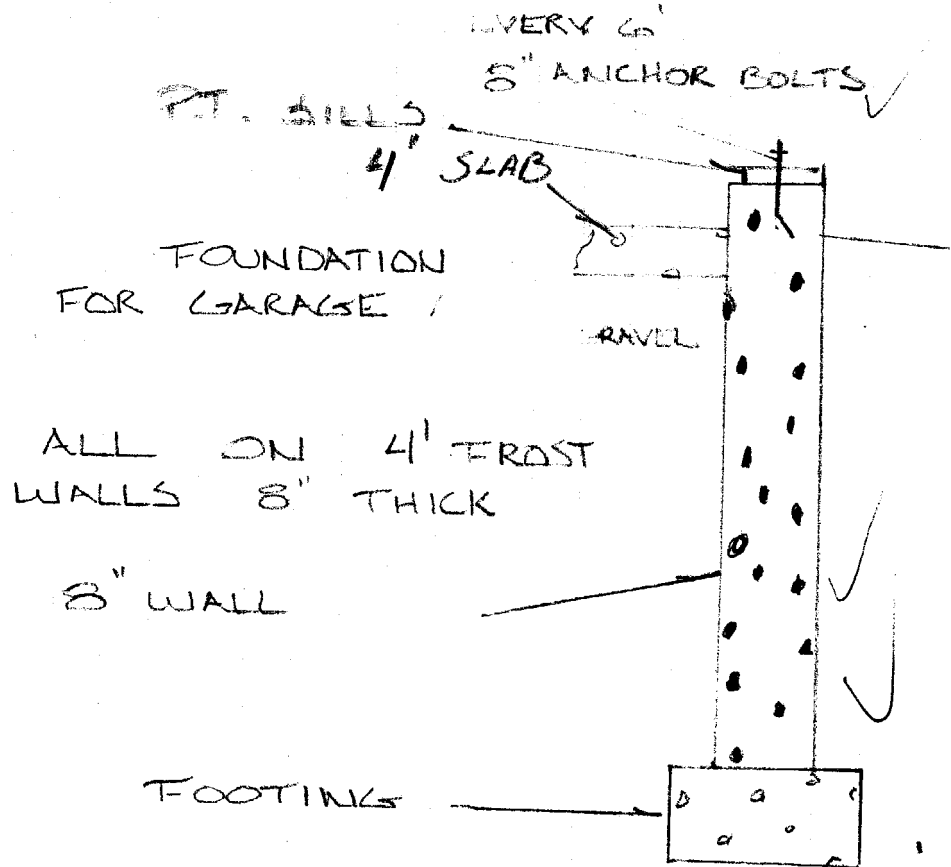 EVERY 6'
8" ANCHOR BOLTS
P.T. SILLS
4" SLAB
FOUNDATION
FOR GARAGE
GRAVEL
ALL ON 4' FROST
WALLS 8" THICK
8" WALL
FOOTING